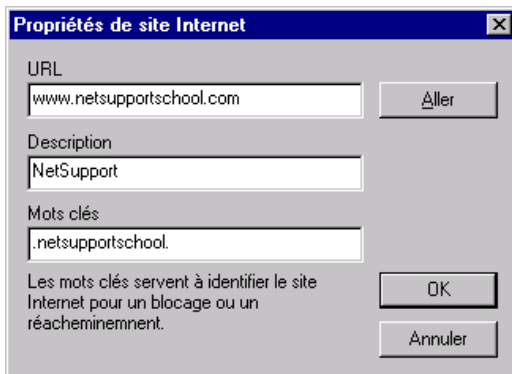 Propriétés de site Internet
URL
www.netsupportschool.com
Aller
Description
NetSupport
Mots clés
.netsupportschool.
Les mots clés servent à identifier le site
Internet pour un blocage ou un
réacheminemnent.
OK
Annuler